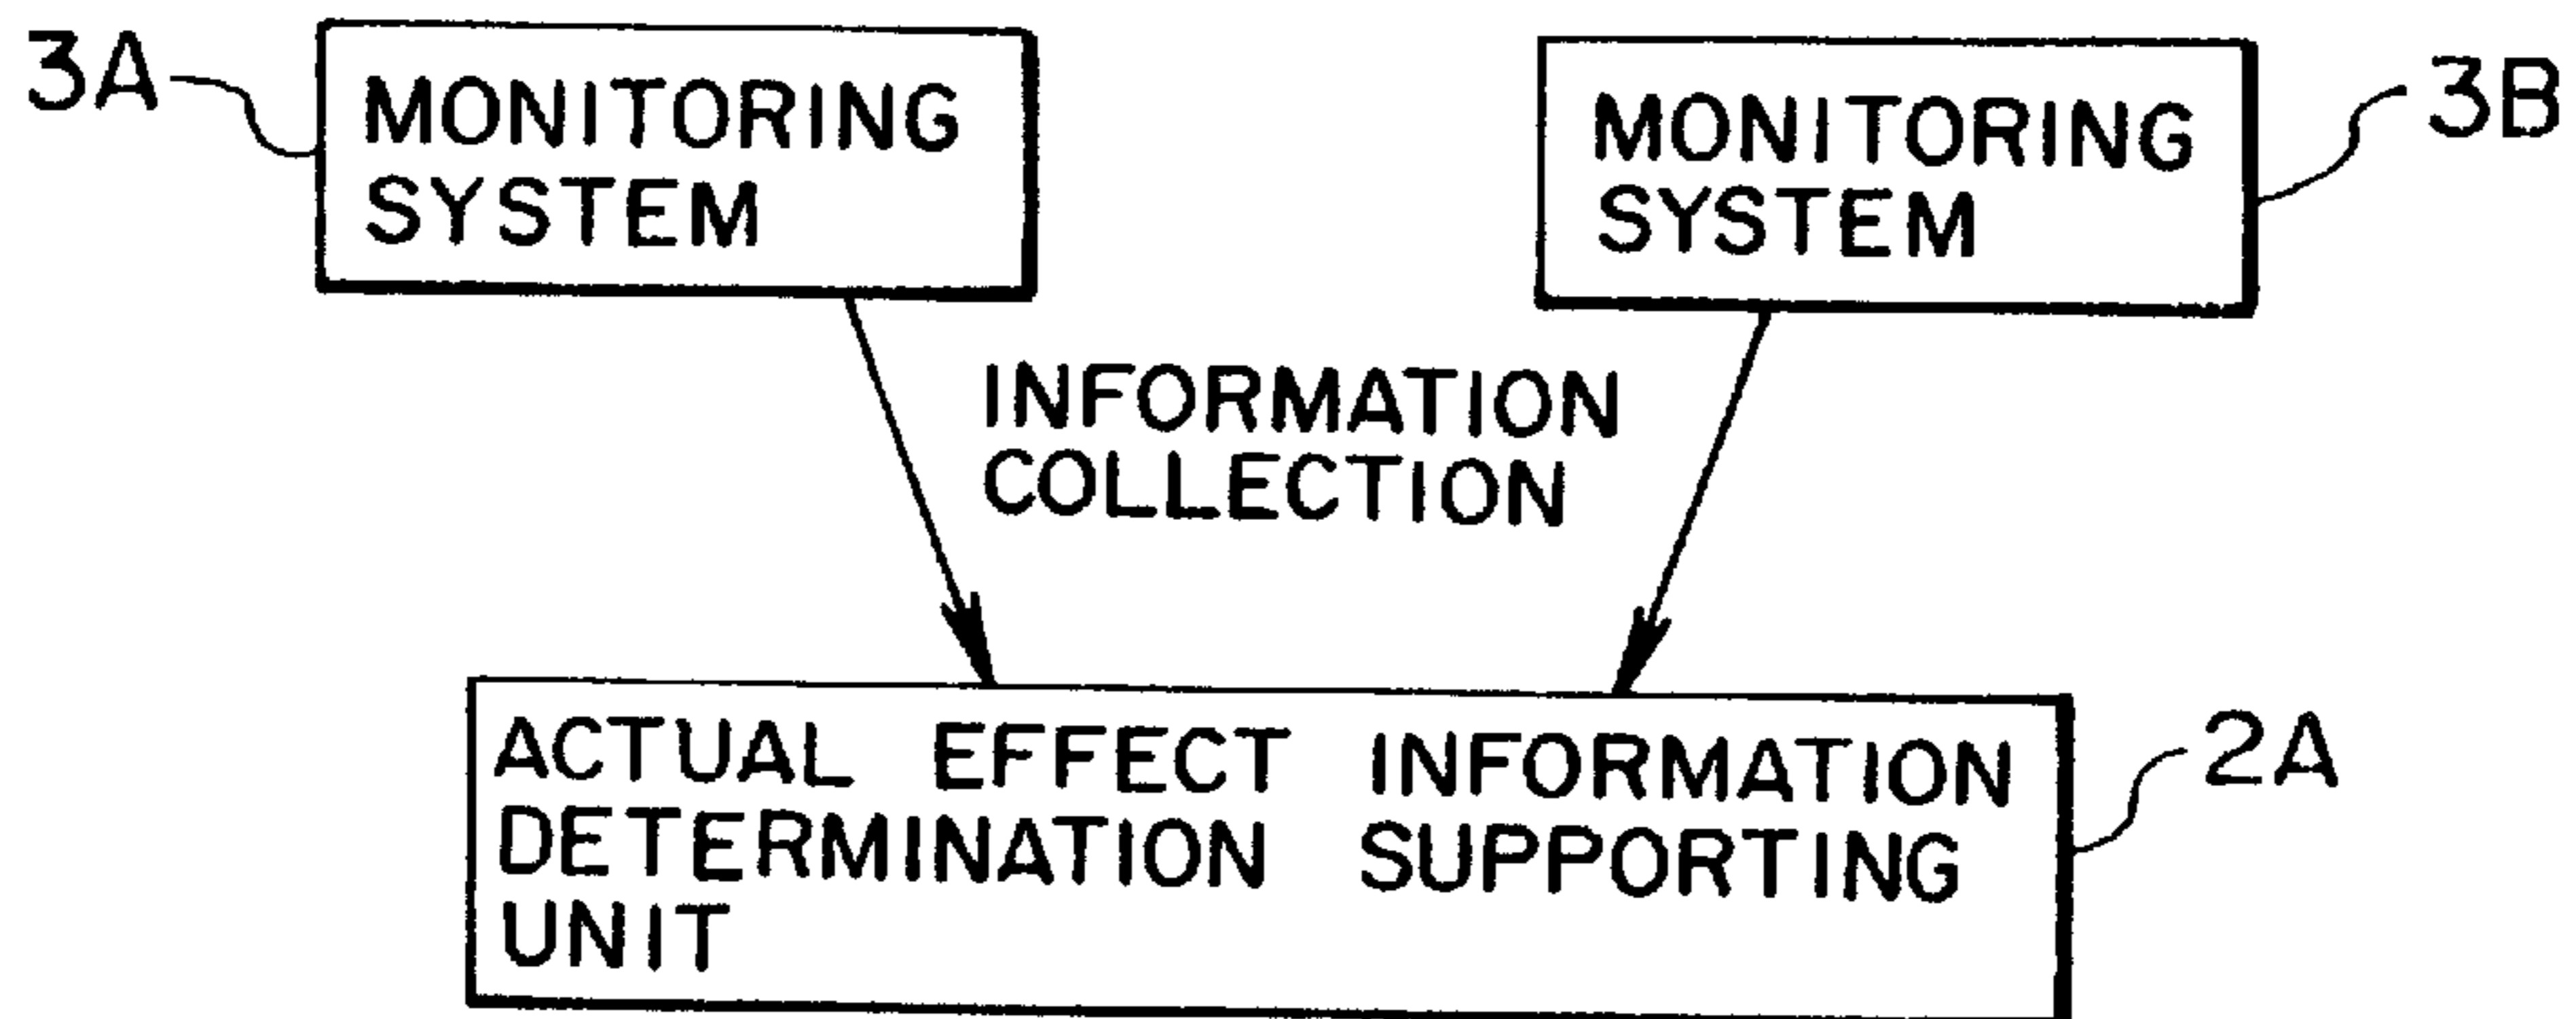 3A
MONITORING
SYSTEM
MONITORING
SYSTEM
3B
INFORMATION
COLLECTION
ACTUAL EFFECT INFORMATION
DETERMINATION SUPPORTING
UNIT
2A